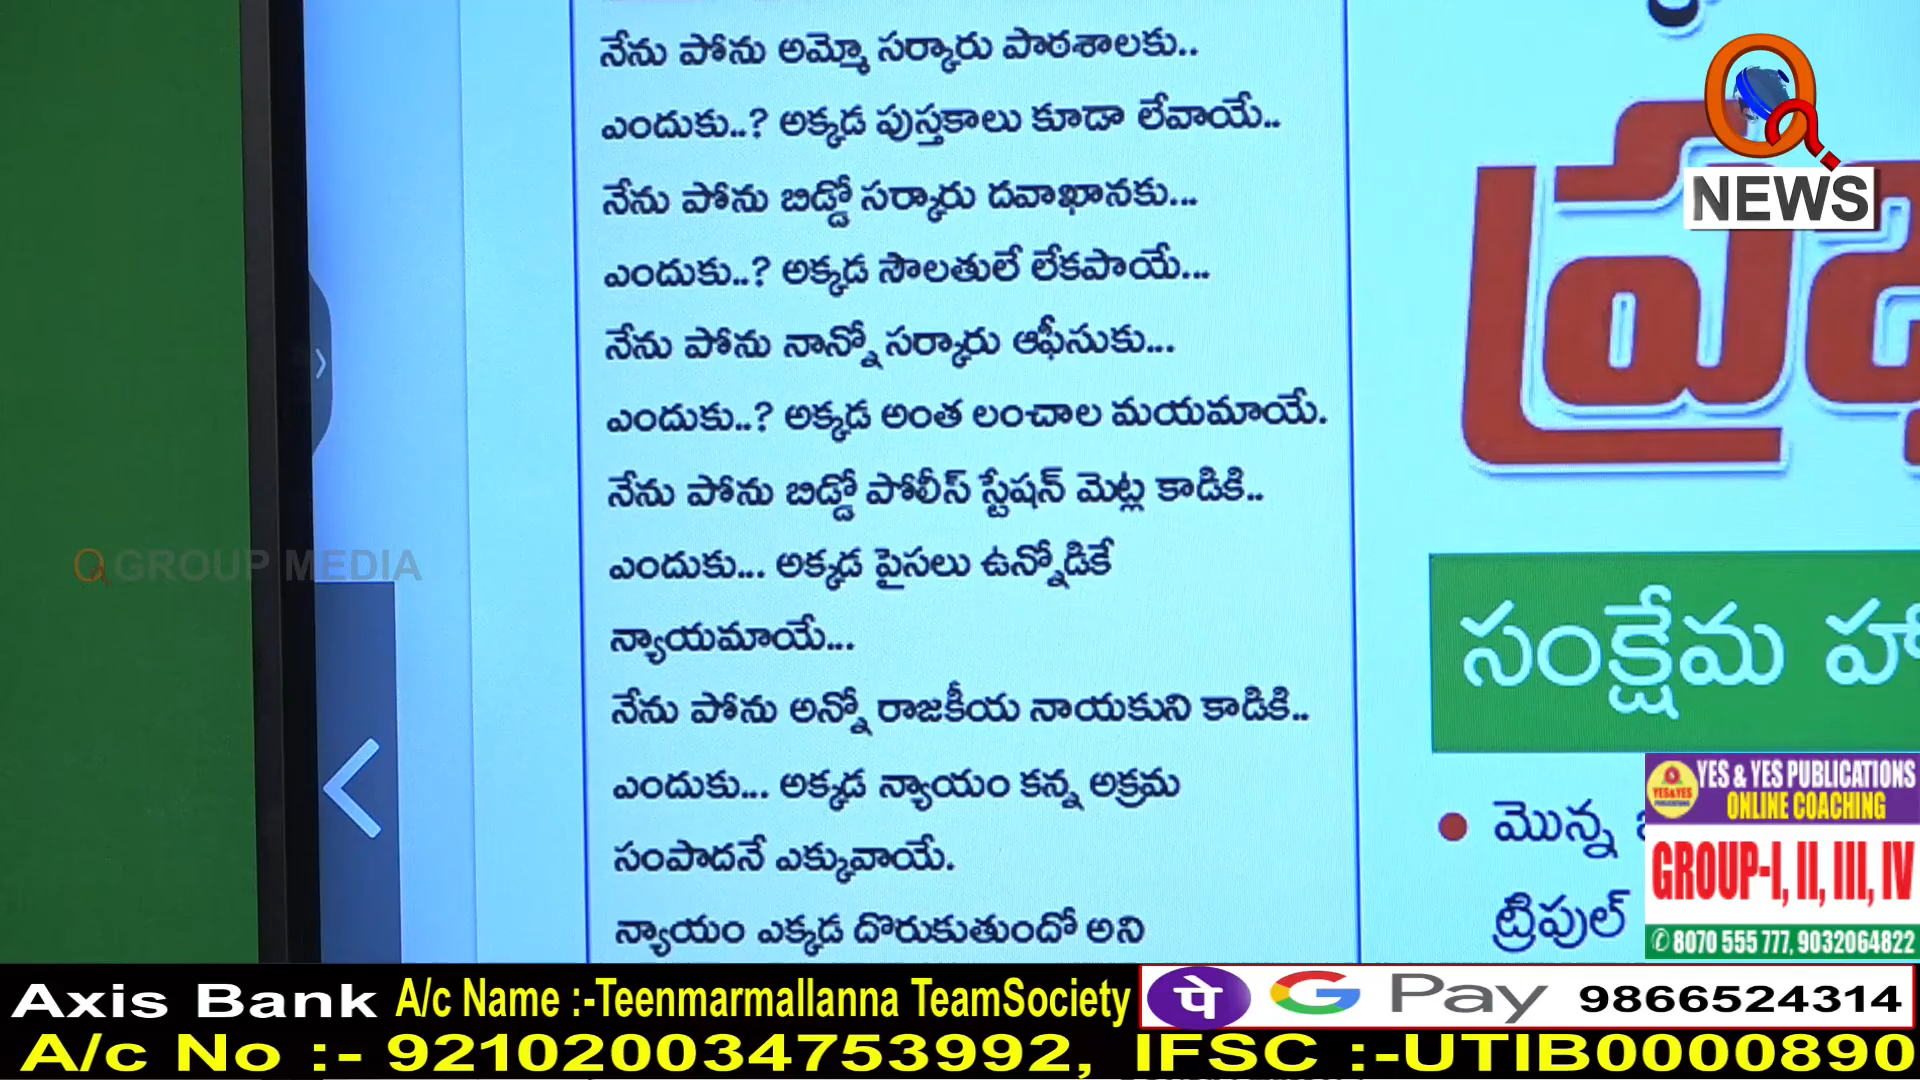 నేను పోను అమ్మో సర్కారు పాఠశాలకు..
ఎందుకు..? అక్కడ పుస్తకాలు కూడా లేవాయే..
నేను పోను బిడ్డో సర్కారు దవాఖానకు...
ఎందుకు..? అక్కడ సౌలతులే లేకపాయే...
నేను పోను నాన్నో సర్కారు ఆఫీసుకు...
ఎందుకు..? అక్కడ అంత లంచాల మయమాయే.
నేను పోను బిడ్డో పోలీస్ స్టేషన్ మెట్ల కాడికి..
ఎందుకు... అక్కడ పైసలు ఉన్నోడికే
న్యాయమాయే...
నేను పోను అన్నో రాజకీయ నాయకుని కాడికి..
ఎందుకు... అక్కడ న్యాయం కన్న అక్రమ
సంపాదనే ఎక్కువాయే.
న్యాయం ఎక్కడ దొరుకుతుందో అని
Q
NEWS
సంక్షేమ
మొన్న
ట్రిపుల్
Q GROUP MEDIA
YES & YES PUBLICATIONS
ONLINE COACHING
GROUP-I, II, III, IV
8070 555 777, 9032064822
Axis Bank A/c Name :-Teenmarmallanna TeamSociety
पे G Pay 9866524314
A/c No :- 921020034753992, IFSC :-UTIB0000890